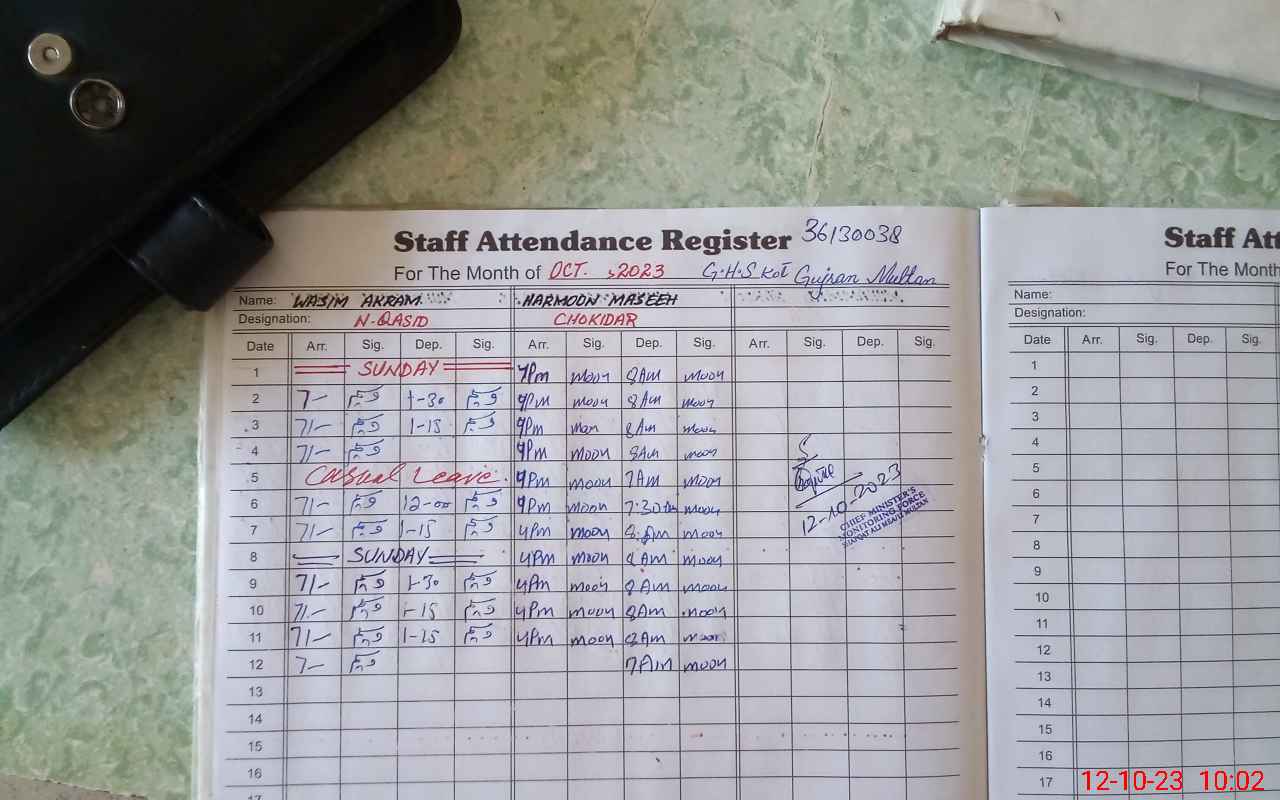 Staff Attendance Register 36130038 Staff Att
For The Month of OCT. , 2023 G.H.S Kot Gujran Multan For The Month
Name: WASIM AKRAM HARMOON MASEEH Name:
Designation: N-QASID CHOKIDAR Designation:
Date Arr. Sig. Dep. Sig. Arr. Sig. Dep. Sig. Arr. Sig. Dep. Sig. Date Arr. Sig. Dep. Sig.
1 SUNDAY 7Pm moon 8Am moon 1
2 7- 1-30 4Pm moon 8Am moon 2
3 7/- 1-15 4Pm mon 8Am moon 3
4 7/- 4Pm moon 8Am moon 4
5 Casual Leave. 4Pm moon 7Am moon 5
6 7/- 12-00 4Pm moon 7:30Am moon 6
7 7/- 1-15 4Pm moon 8:Am moon 7
8 SUNDAY 4Pm moon 8Am moon 8
9 7/- 1-30 4Pm moon 8Am moon 9
10 7/- 1-15 4Pm moon 8Am moon 10
11 7/- 1-15 4Pm moon 8Am moon 11
12 7- 7Am moon 12
13 13
14 14
15 15
16 16
17 17
12-10-2023
CHIEF MINISTER'S
MONITORING FORCE
12-10-23 10:02